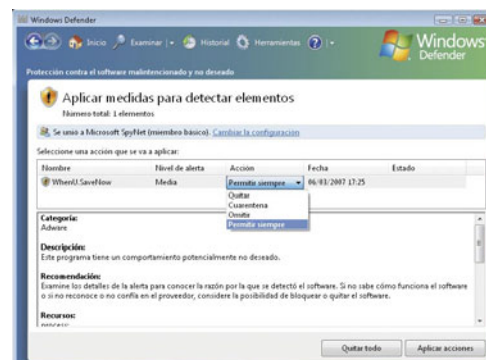 Windows Defender
Inicio Examinar Historial Herramientas
Windows
Defender
Protección contra el software malintencionado y no deseado
Aplicar medidas para detectar elementos
Número total: 1 elementos
Se unió a Microsoft SpyNet (miembro básico). Cambiar la configuración
Seleccione una acción que se va a aplicar:
Nombre Nivel de alerta Acción Fecha Estado
WhenU.SaveNow Media Permitir siempre 06/03/2007 17:25
Quitar
Cuarentena
Omitir
Permitir siempre
Categoría:
Adware
Descripción:
Este programa tiene un comportamiento potencialmente no deseado.
Recomendación:
Examine los detalles de la alerta para conocer la razón por la que se detectó el software. Si no sabe cómo funciona el software
o si no reconoce o no confía en el proveedor, considere la posibilidad de bloquear o quitar el software.
Recursos:
process:
Quitar todo Aplicar acciones